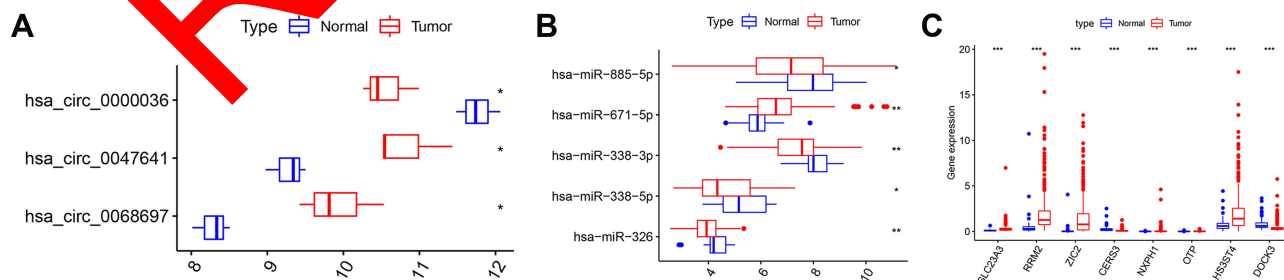 A
Type Normal Tumor
hsa_circ_0000036
*
hsa_circ_0047641
*
hsa_circ_0068697
*
8 9 10 11 12
B
Type Normal Tumor
hsa−miR−885−5p
*
hsa−miR−671−5p
**
hsa−miR−338−3p
**
hsa−miR−338−5p
*
hsa−miR−326
**
4 6 8 10
C
type Normal Tumor
*** *** *** *** *** *** *** ***
Gene expression
20
15
10
5
0
SLC23A3 RRM2 ZIC2 CERS3 NXPH1 OTP HS3ST4 DOCK3